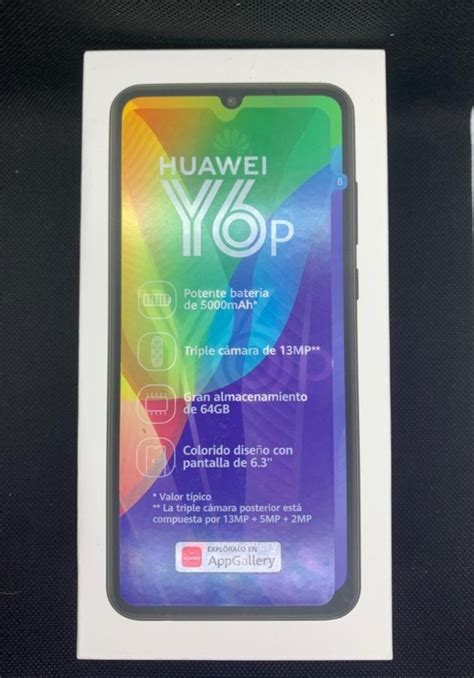 HUAWEI
Y6p
8
Potente batería
de 5000mAh*
Triple cámara de 13MP**
Gran almacenamiento
de 64GB
Colorido diseño con
pantalla de 6.3"
* Valor típico
** La triple cámara posterior está
compuesta por 13MP + 5MP + 2MP
EXPLÓRALO EN
AppGallery